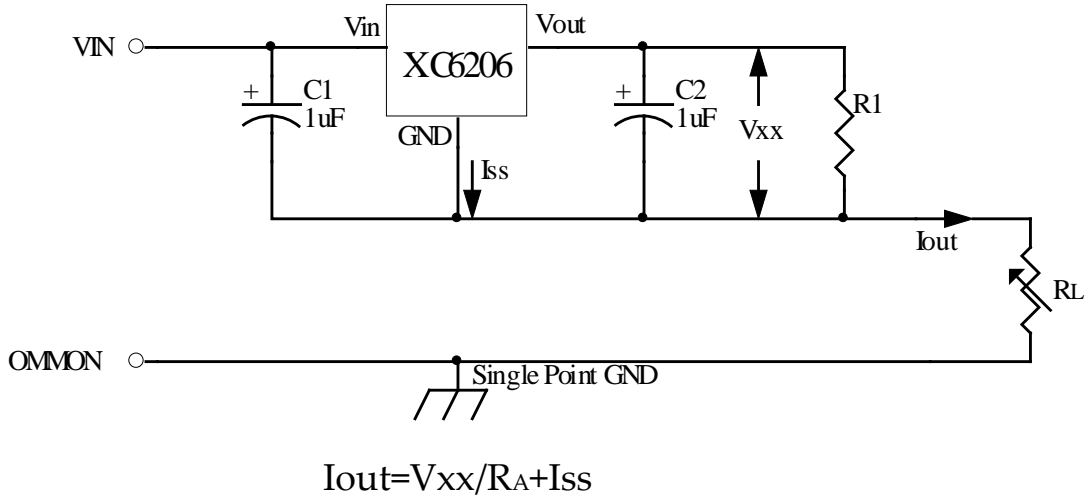 Vin
Vout
VIN
XC6206
+ C1
1uF
+ C2
1uF
R1
Vxx
GND
Iss
Iout
RL
OMMON
Single Point GND
Iout=Vxx/RA+Iss